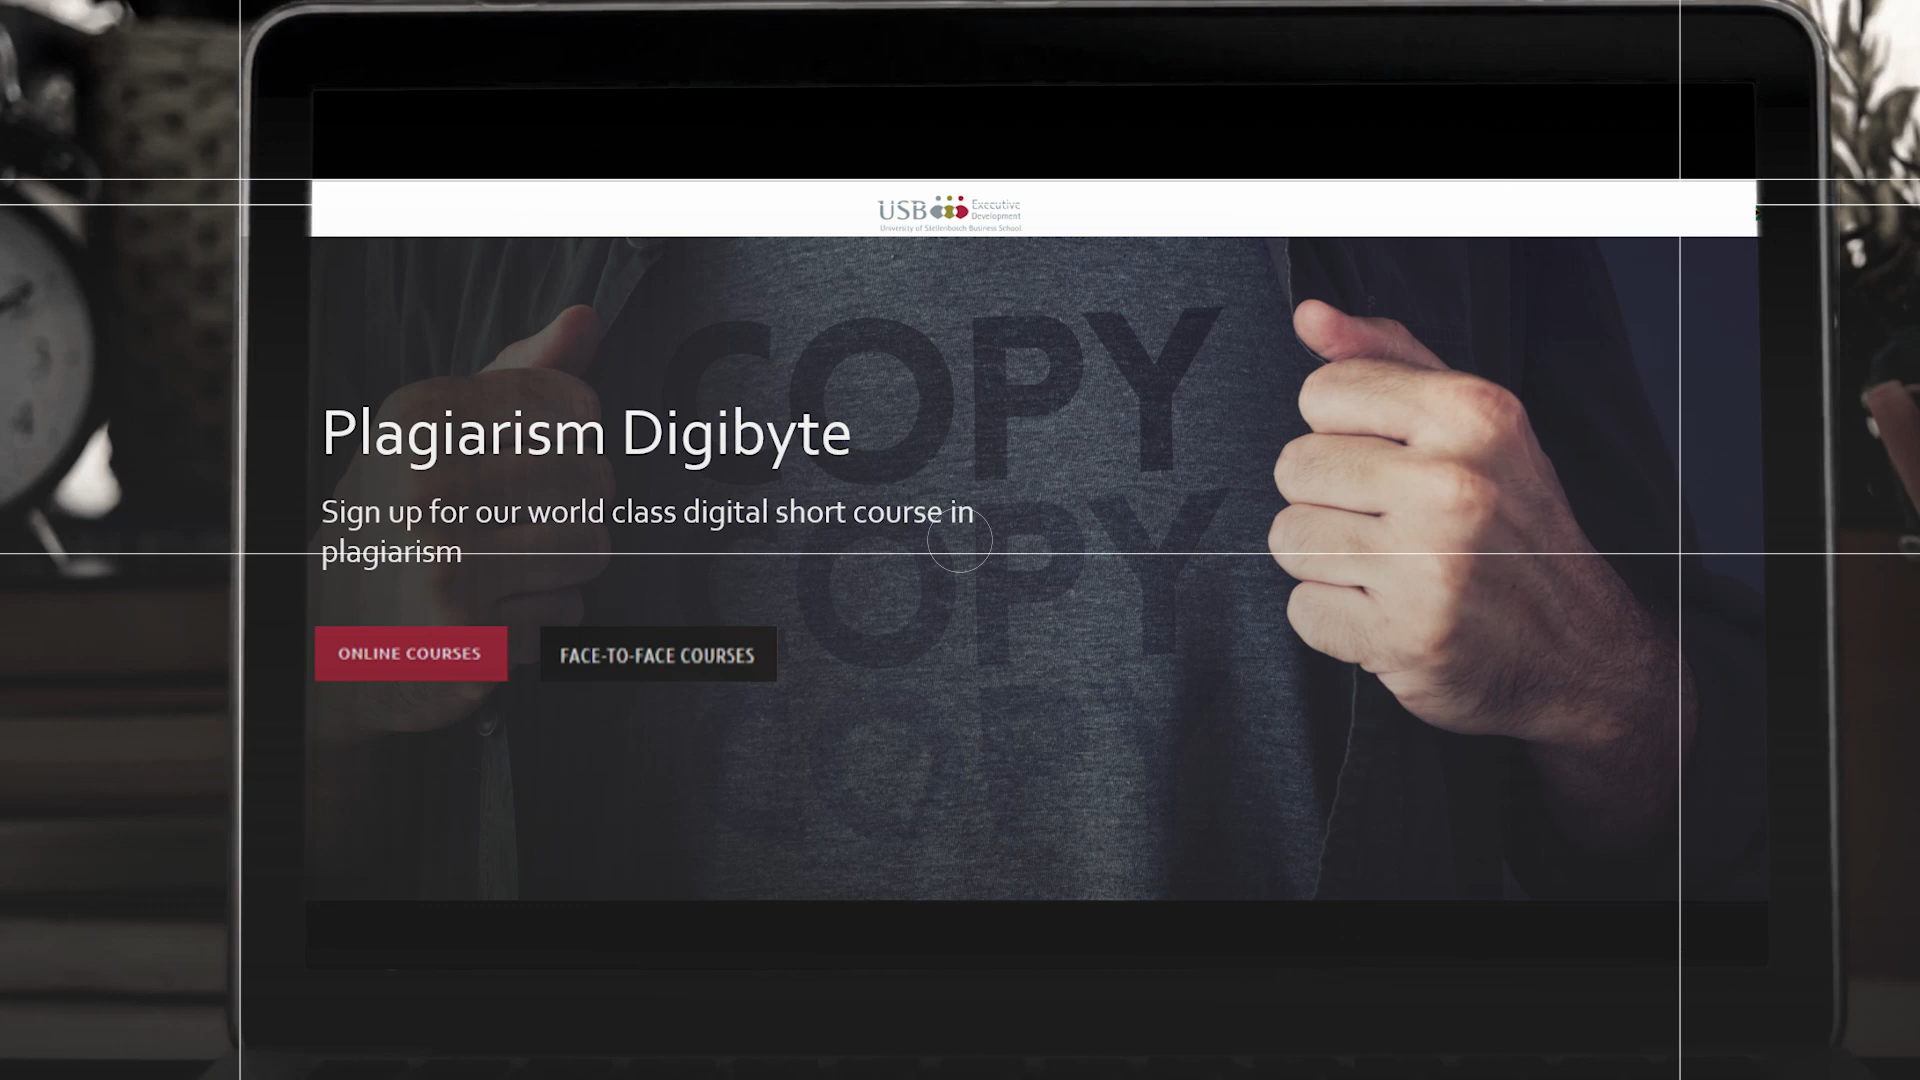 USB Executive
Development
University of Stellenbosch Business School
COPY
Plagiarism Digibyte
Sign up for our world class digital short course in
plagiarism
COPY
ONLINE COURSES
FACE-TO-FACE COURSES
COPY